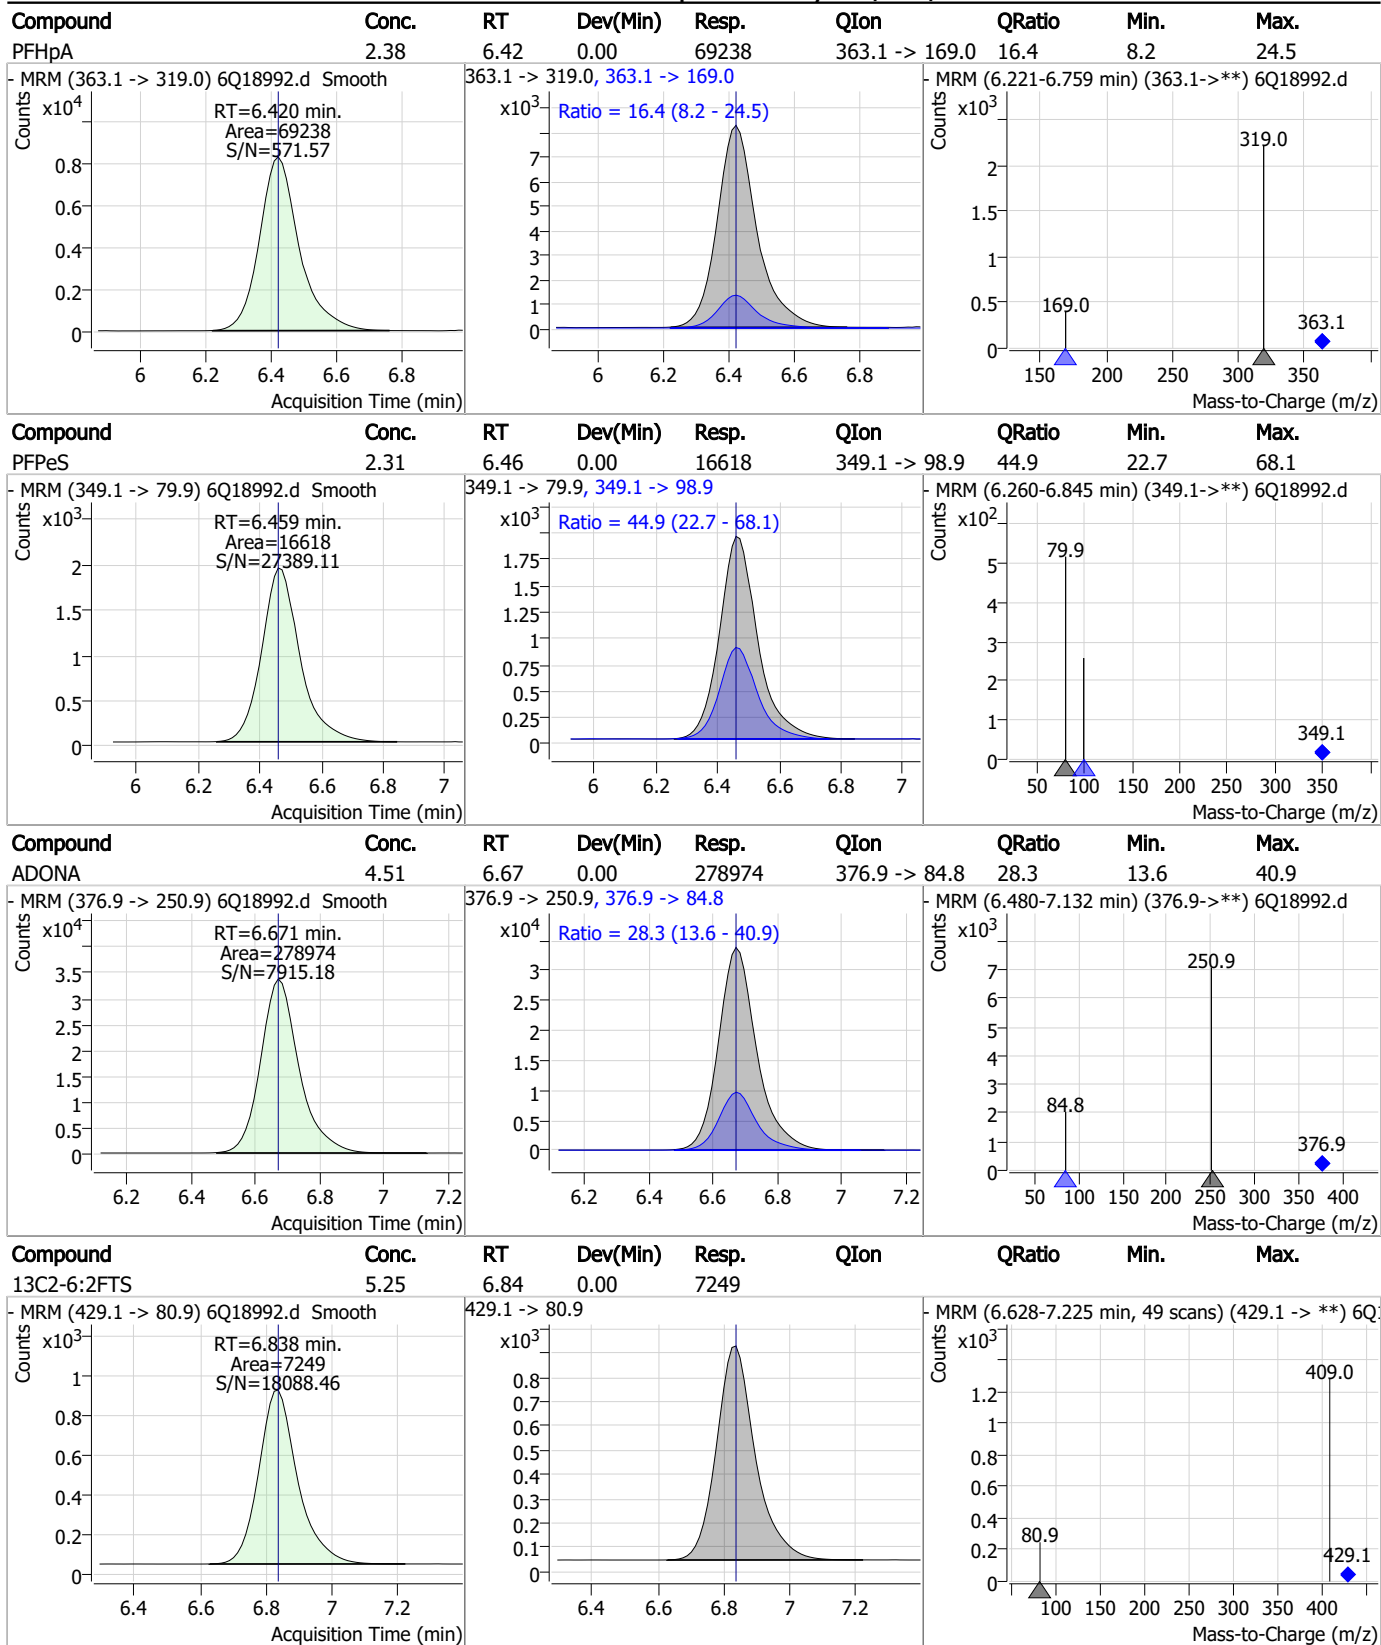 Compound Conc. RT Dev(Min) Resp. QIon QRatio Min. Max.
PFHpA 2.38 6.42 0.00 69238 363.1 -> 169.0 16.4 8.2 24.5
- MRM (363.1 -> 319.0) 6Q18992.d Smooth
Counts
x10⁴
RT=6.420 min.
Area=69238
S/N=571.57
0.8
0.6
0.4
0.2
0
6 6.2 6.4 6.6 6.8
Acquisition Time (min)
363.1 -> 319.0, 363.1 -> 169.0
x10³
Ratio = 16.4 (8.2 - 24.5)
7
6
5
4
3
2
1
0
6 6.2 6.4 6.6 6.8
- MRM (6.221-6.759 min) (363.1->**) 6Q18992.d
Counts
x10³
319.0
2
1.5
1
0.5
0
169.0
363.1
150 200 250 300 350
Mass-to-Charge (m/z)
Compound Conc. RT Dev(Min) Resp. QIon QRatio Min. Max.
PFPeS 2.31 6.46 0.00 16618 349.1 -> 98.9 44.9 22.7 68.1
- MRM (349.1 -> 79.9) 6Q18992.d Smooth
Counts
x10³
RT=6.459 min.
Area=16618
S/N=27389.11
2
1.5
1
0.5
0
6 6.2 6.4 6.6 6.8 7
Acquisition Time (min)
349.1 -> 79.9, 349.1 -> 98.9
x10³
Ratio = 44.9 (22.7 - 68.1)
1.75
1.5
1.25
1
0.75
0.5
0.25
0
6 6.2 6.4 6.6 6.8 7
- MRM (6.260-6.845 min) (349.1->**) 6Q18992.d
Counts
x10²
79.9
5
4
3
2
1
0
349.1
50 100 150 200 250 300 350
Mass-to-Charge (m/z)
Compound Conc. RT Dev(Min) Resp. QIon QRatio Min. Max.
ADONA 4.51 6.67 0.00 278974 376.9 -> 84.8 28.3 13.6 40.9
- MRM (376.9 -> 250.9) 6Q18992.d Smooth
Counts
x10⁴
RT=6.671 min.
Area=278974
S/N=7915.18
3.5
3
2.5
2
1.5
1
0.5
0
6.2 6.4 6.6 6.8 7 7.2
Acquisition Time (min)
376.9 -> 250.9, 376.9 -> 84.8
x10⁴
Ratio = 28.3 (13.6 - 40.9)
3
2.5
2
1.5
1
0.5
0
6.2 6.4 6.6 6.8 7 7.2
- MRM (6.480-7.132 min) (376.9->**) 6Q18992.d
Counts
x10³
250.9
7
6
5
4
3
2
1
0
84.8
376.9
50 100 150 200 250 300 350 400
Mass-to-Charge (m/z)
Compound Conc. RT Dev(Min) Resp. QIon QRatio Min. Max.
13C2-6:2FTS 5.25 6.84 0.00 7249
- MRM (429.1 -> 80.9) 6Q18992.d Smooth
Counts
x10³
RT=6.838 min.
Area=7249
S/N=18088.46
1
0.8
0.6
0.4
0.2
0
6.4 6.6 6.8 7 7.2
Acquisition Time (min)
429.1 -> 80.9
x10³
0.8
0.7
0.6
0.5
0.4
0.3
0.2
0.1
0
6.4 6.6 6.8 7 7.2
- MRM (6.628-7.225 min, 49 scans) (429.1 -> **) 6Q1
Counts
x10³
409.0
1.2
1
0.8
0.6
0.4
0.2
0
80.9
429.1
100 150 200 250 300 350 400
Mass-to-Charge (m/z)